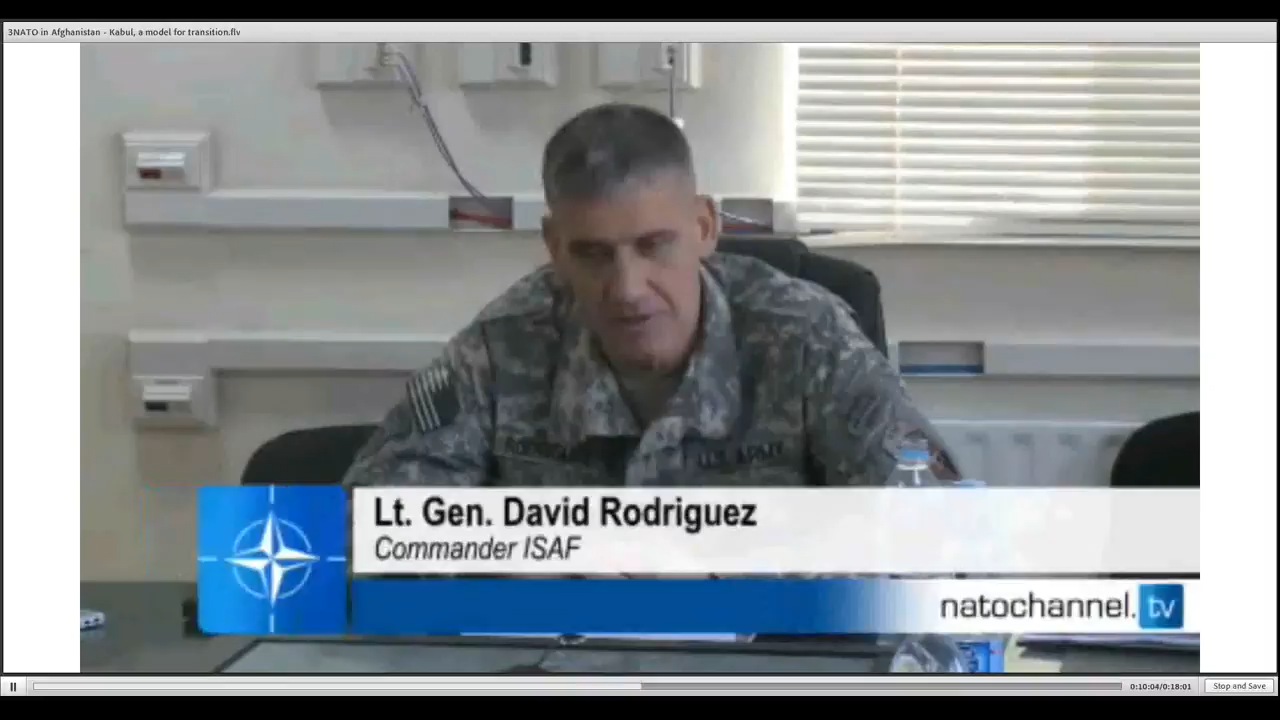 3NATO in Afghanistan - Kabul, a model for transition.flv
U.S. ARMY
Lt. Gen. David Rodriguez
Commander ISAF
natochannel.tv
0:10:04/0:18:01
Stop and Save